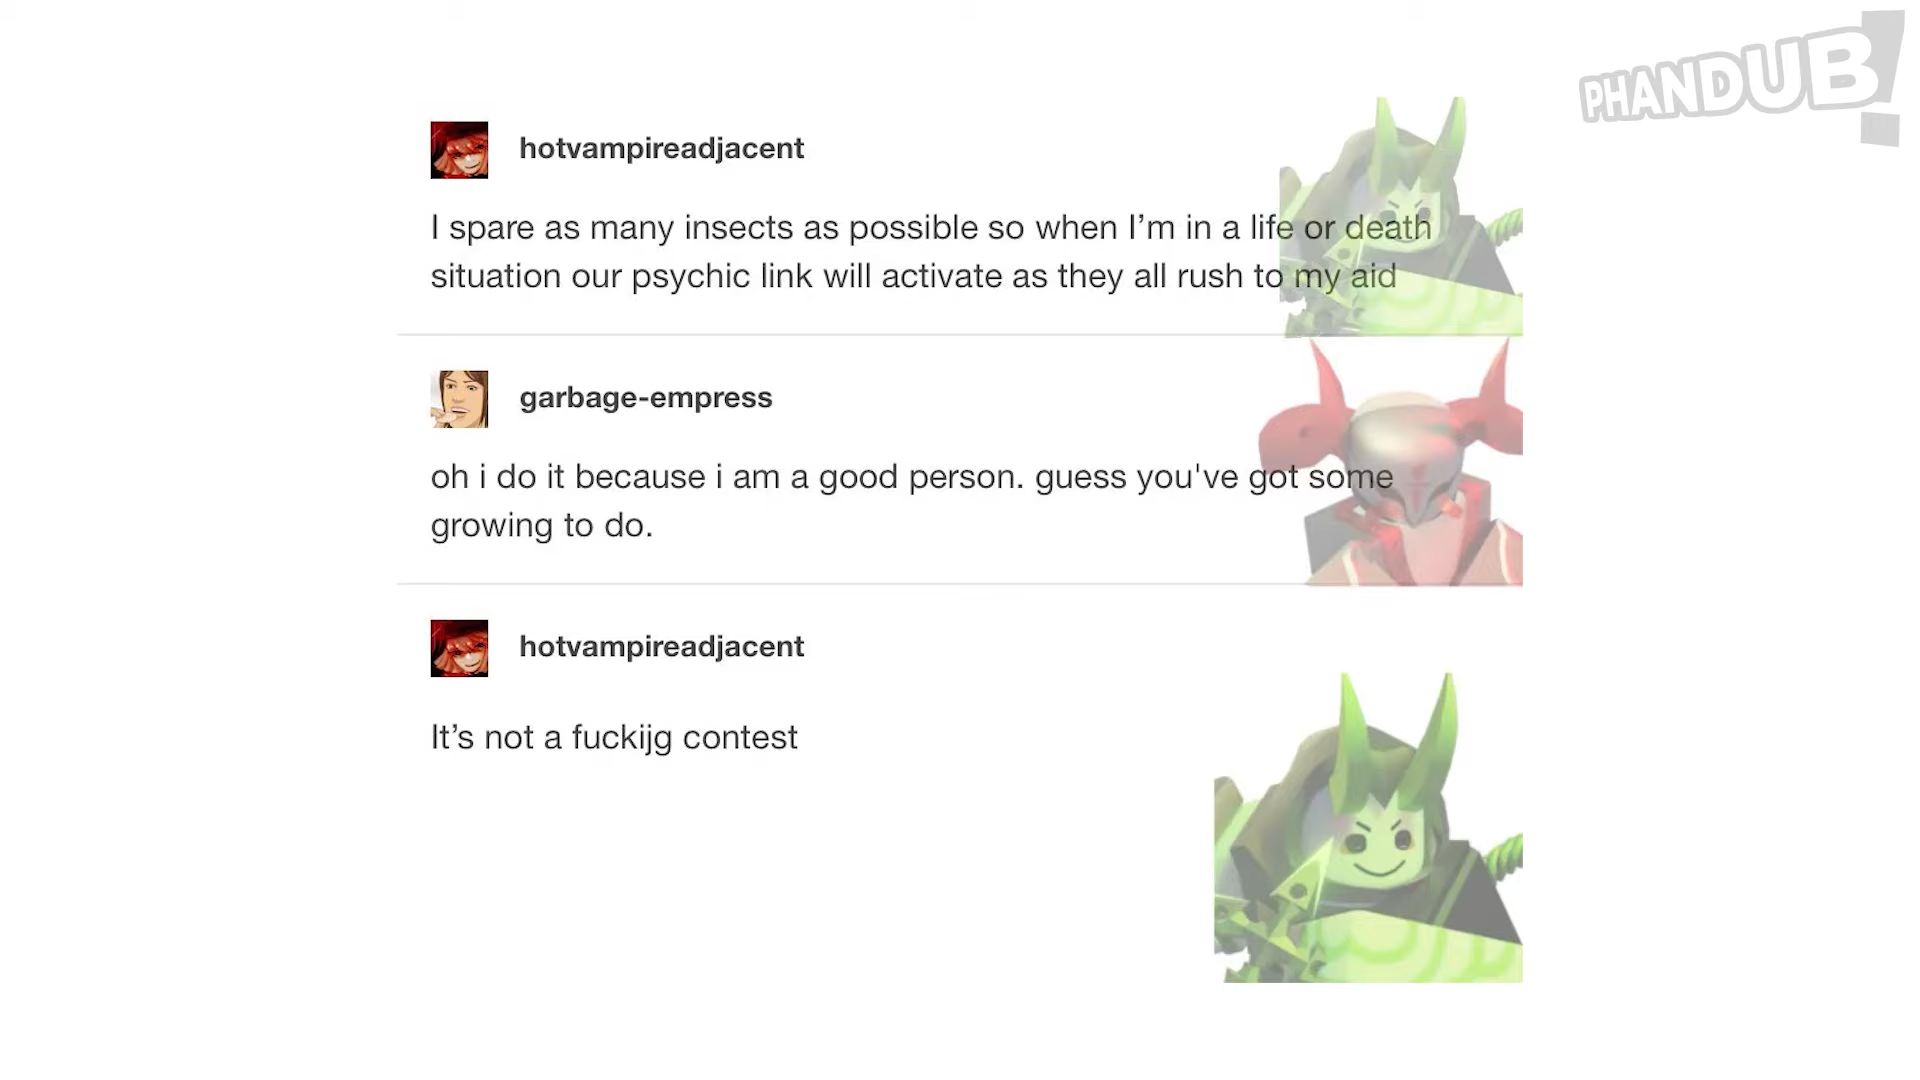 PHANDUB!
hotvampireadjacent
I spare as many insects as possible so when I’m in a life or death
situation our psychic link will activate as they all rush to my aid
garbage-empress
oh i do it because i am a good person. guess you've got some
growing to do.
hotvampireadjacent
It’s not a fuckijg contest